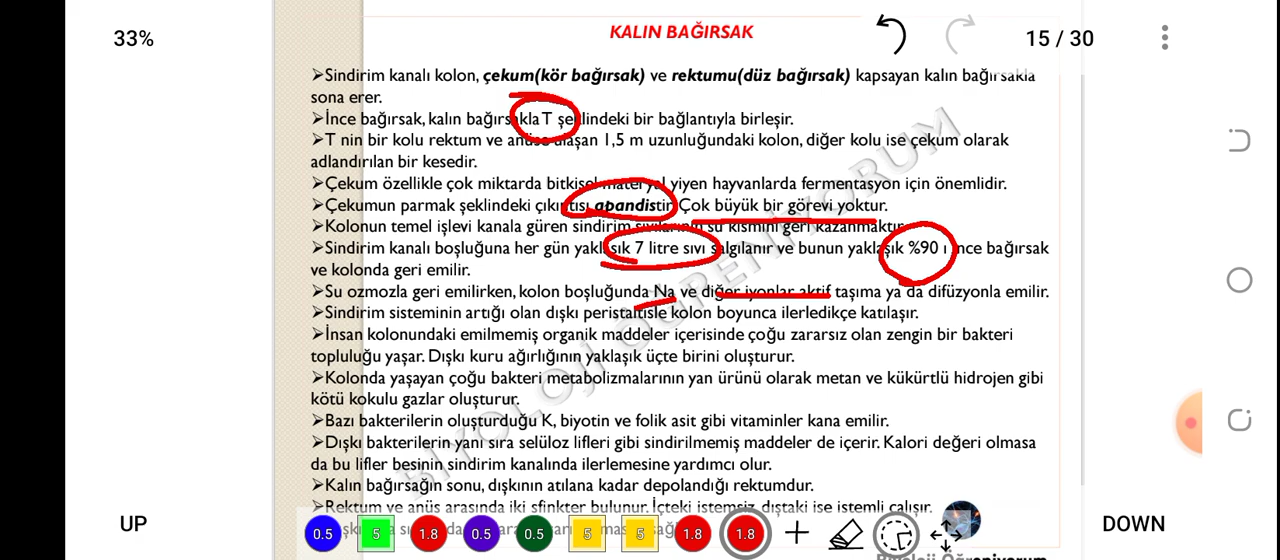 33%
KALIN BAĞIRSAK
15 / 30
➤Sindirim kanalı kolon, çekum(kör bağırsak) ve rektumu(düz bağırsak) kapsayan kalın bağırsakla
sona erer.
➤İnce bağırsak, kalın bağırsakla T şeklindeki bir bağlantıyla birleşir.
➤T nin bir kolu rektum ve anüse ulaşan 1,5 m uzunluğundaki kolon, diğer kolu ise çekum olarak
adlandırılan bir kesedir.
➤Çekum özellikle çok miktarda bitkisel materyal yiyen hayvanlarda fermentasyon için önemlidir.
➤Çekumun parmak şeklindeki çıkıntısı apandistir. Çok büyük bir görevi yoktur.
➤Kolonun temel işlevi kanala güren sindirim sıvılarının su kısmını geri kazanmaktır.
➤Sindirim kanalı boşluğuna her gün yaklaşık 7 litre sıvı salgılanır ve bunun yaklaşık %90 ı ince bağırsak
ve kolonda geri emilir.
➤Su ozmozla geri emilirken, kolon boşluğunda Na ve diğer iyonlar aktif taşıma ya da difüzyonla emilir.
➤Sindirim sisteminin artığı olan dışkı peristaltisle kolon boyunca ilerledikçe katılaşır.
➤İnsan kolonundaki emilmemiş organik maddeler içerisinde çoğu zararsız olan zengin bir bakteri
topluluğu yaşar. Dışkı kuru ağırlığının yaklaşık üçte birini oluşturur.
➤Kolonda yaşayan çoğu bakteri metabolizmalarının yan ürünü olarak metan ve kükürtlü hidrojen gibi
kötü kokulu gazlar oluşturur.
➤Bazı bakterilerin oluşturduğu K, biyotin ve folik asit gibi vitaminler kana emilir.
➤Dışkı bakterilerin yanı sıra selüloz lifleri gibi sindirilmemiş maddeler de içerir. Kalori değeri olmasa
da bu lifler besinin sindirim kanalında ilerlemesine yardımcı olur.
➤Kalın bağırsağın sonu, dışkının atılana kadar depolandığı rektumdur.
➤Rektum ve anüs arasında iki sfinkter bulunur. İçteki istemsiz, dıştaki ise istemli çalışır.
BİYOLOJİ ÖĞRENİYORUM
UP
0.5 5 1.8 0.5 0.5 5 5 1.8 1.8
DOWN
Biyoloji Öğreniyorum